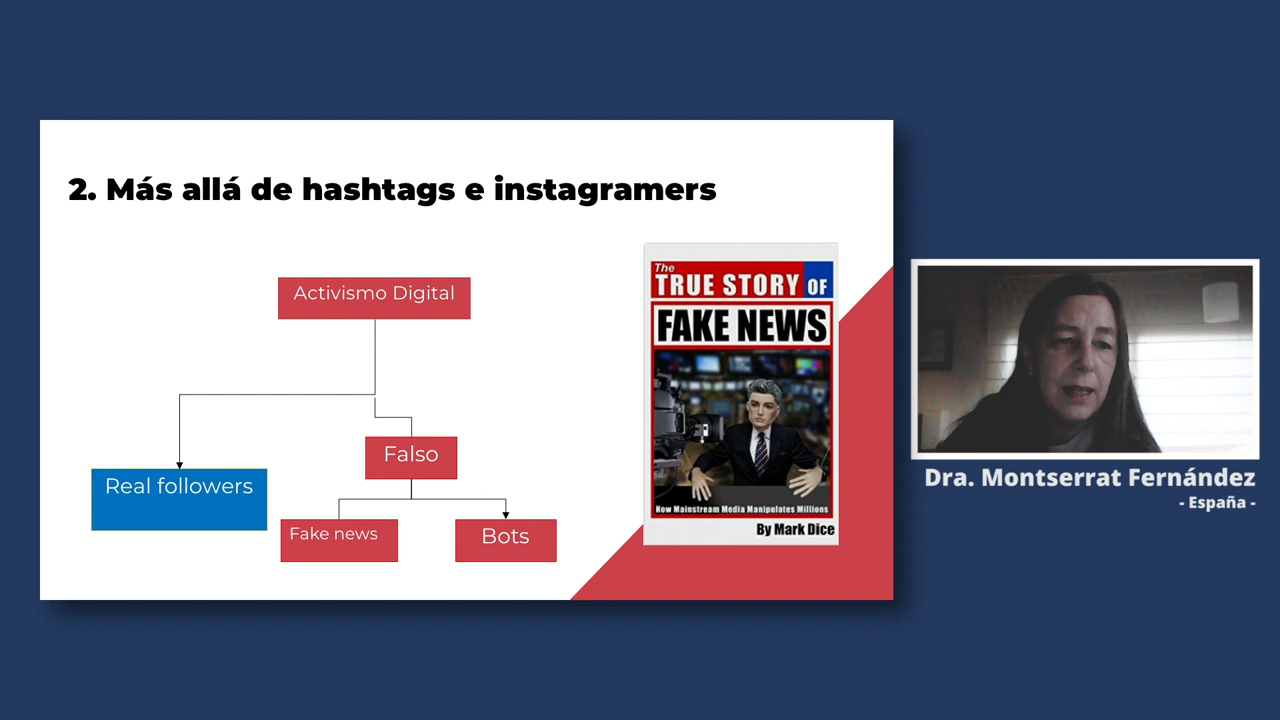 2. Más allá de hashtags e instagramers
Activismo Digital
Falso
Real followers
Fake news
Bots
The
TRUE STORY OF
FAKE NEWS
How Mainstream Media Manipulates Millions
By Mark Dice
Dra. Montserrat Fernández
- España -